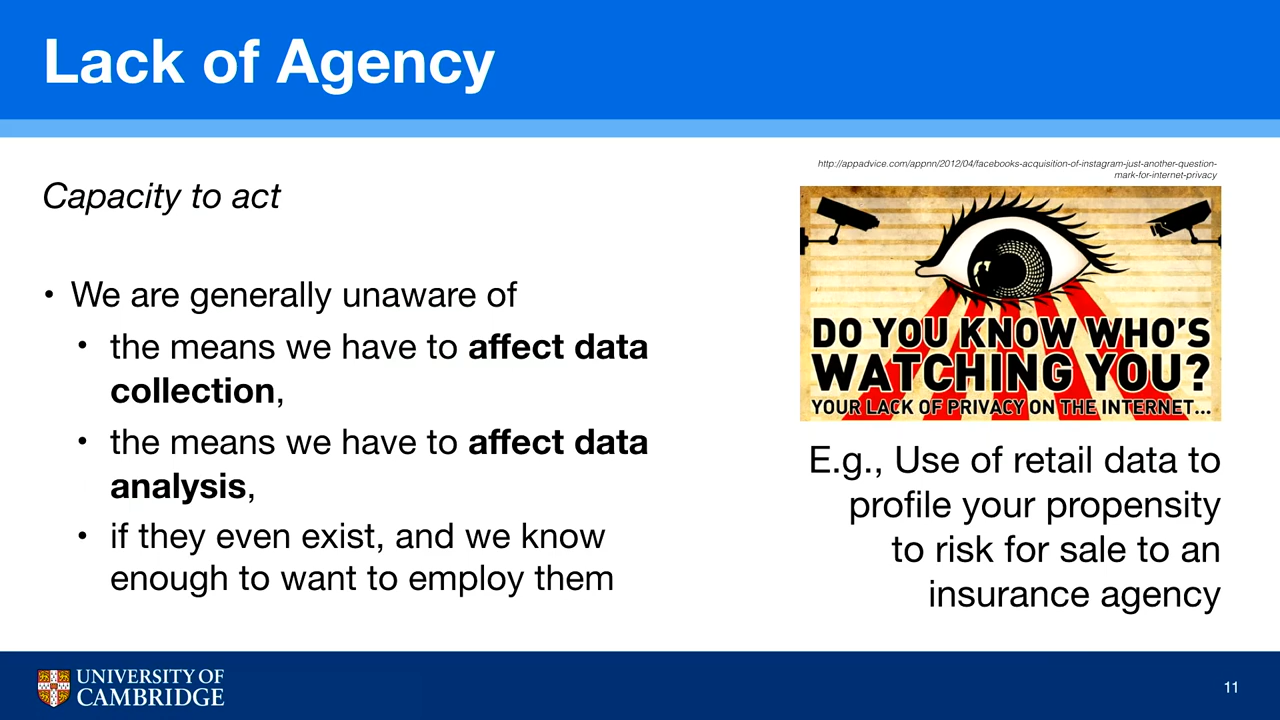 Lack of Agency
Capacity to act
• We are generally unaware of
• the means we have to affect data
collection,
• the means we have to affect data
analysis,
• if they even exist, and we know
enough to want to employ them
http://appadvice.com/appnn/2012/04/facebooks-acquisition-of-instagram-just-another-question-
mark-for-internet-privacy
DO YOU KNOW WHO'S
WATCHING YOU?
YOUR LACK OF PRIVACY ON THE INTERNET...
E.g., Use of retail data to
profile your propensity
to risk for sale to an
insurance agency
UNIVERSITY OF
CAMBRIDGE
11